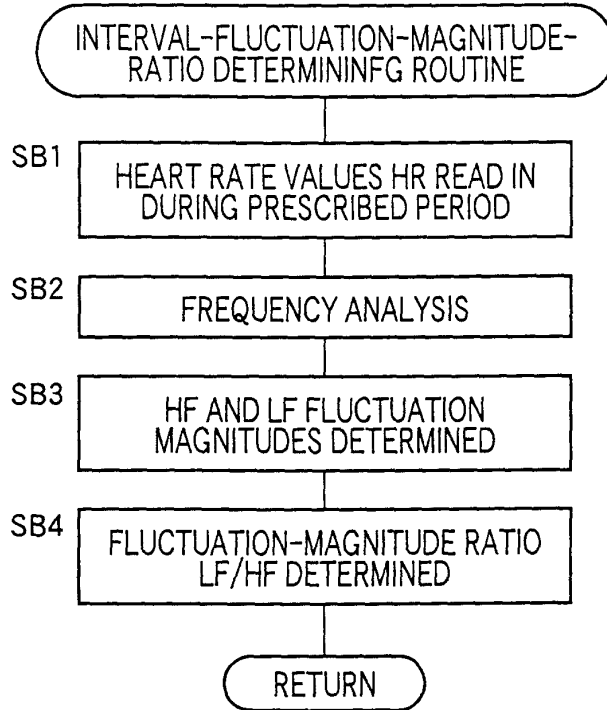 INTERVAL-FLUCTUATION-MAGNITUDE-
RATIO DETERMININFG ROUTINE
SB1
HEART RATE VALUES HR READ IN
DURING PRESCRIBED PERIOD
SB2
FREQUENCY ANALYSIS
SB3
HF AND LF FLUCTUATION
MAGNITUDES DETERMINED
SB4
FLUCTUATION-MAGNITUDE RATIO
LF/HF DETERMINED
RETURN